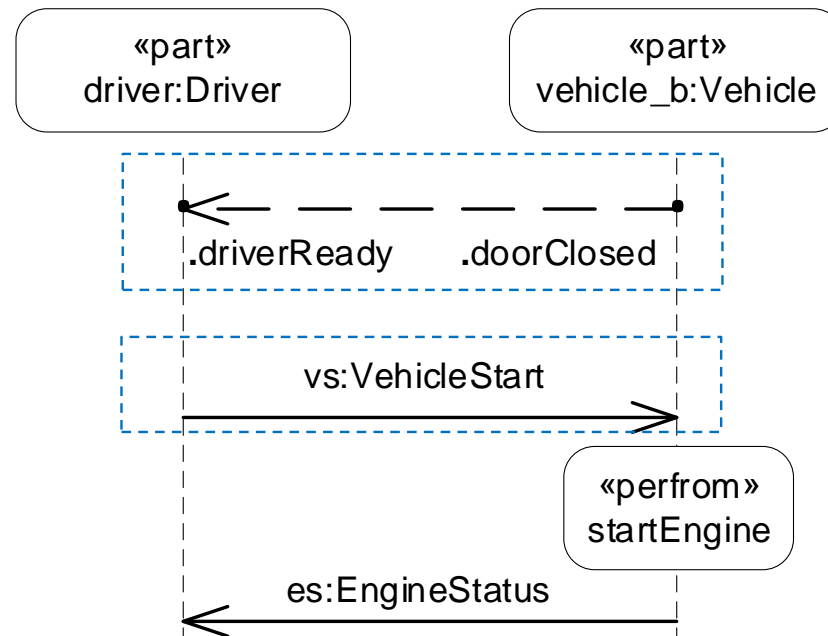 «part»
driver:Driver
«part»
vehicle_b:Vehicle
.driverReady
.doorClosed
vs:VehicleStart
«perfrom»
startEngine
es:EngineStatus